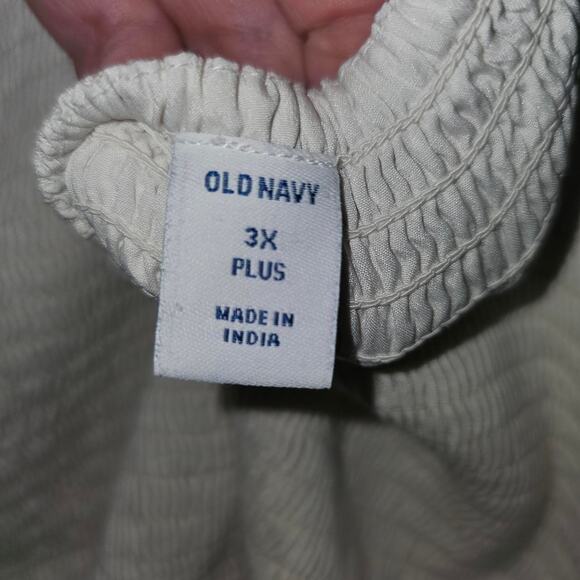 OLD NAVY
3X
PLUS
MADE IN
INDIA